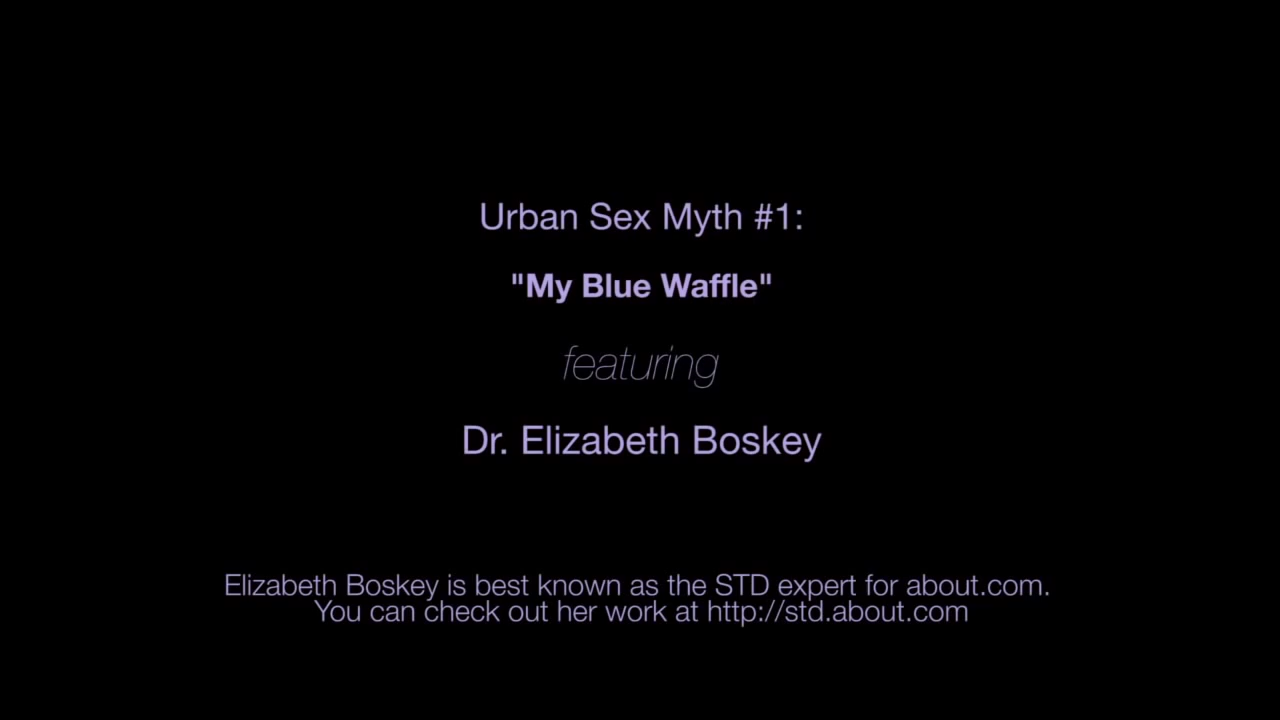 Urban Sex Myth #1:
"My Blue Waffle"
featuring
Dr. Elizabeth Boskey
Elizabeth Boskey is best known as the STD expert for about.com.
You can check out her work at http://std.about.com